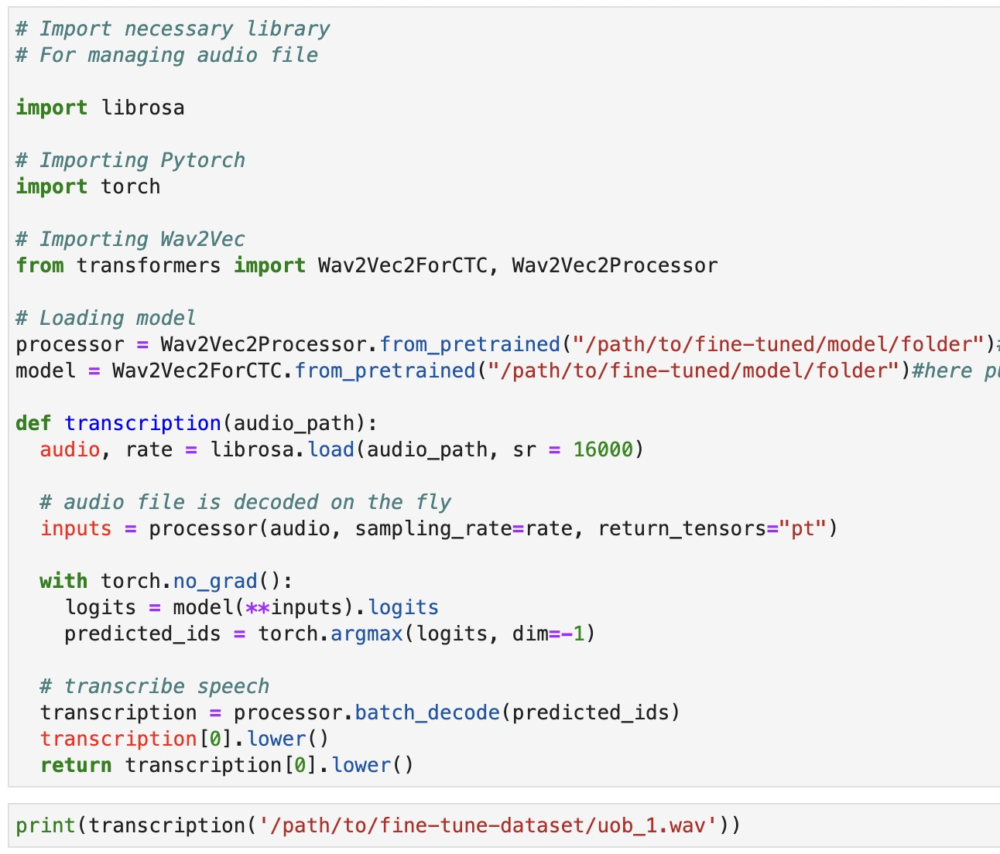 # Import necessary library
# For managing audio file
import librosa
# Importing Pytorch
import torch
# Importing Wav2Vec
from transformers import Wav2Vec2ForCTC, Wav2Vec2Processor
# Loading model
processor = Wav2Vec2Processor.from_pretrained("/path/to/fine-tuned/model/folder")#
model = Wav2Vec2ForCTC.from_pretrained("/path/to/fine-tuned/model/folder")#here
def transcription(audio_path):
  audio, rate = librosa.load(audio_path, sr = 16000)
  # audio file is decoded on the fly
  inputs = processor(audio, sampling_rate=rate, return_tensors="pt")
  with torch.no_grad():
    logits = model(**inputs).logits
    predicted_ids = torch.argmax(logits, dim=-1)
  # transcribe speech
  transcription = processor.batch_decode(predicted_ids)
  transcription[0].lower()
  return transcription[0].lower()
print(transcription('/path/to/fine-tune-dataset/uob_1.wav'))